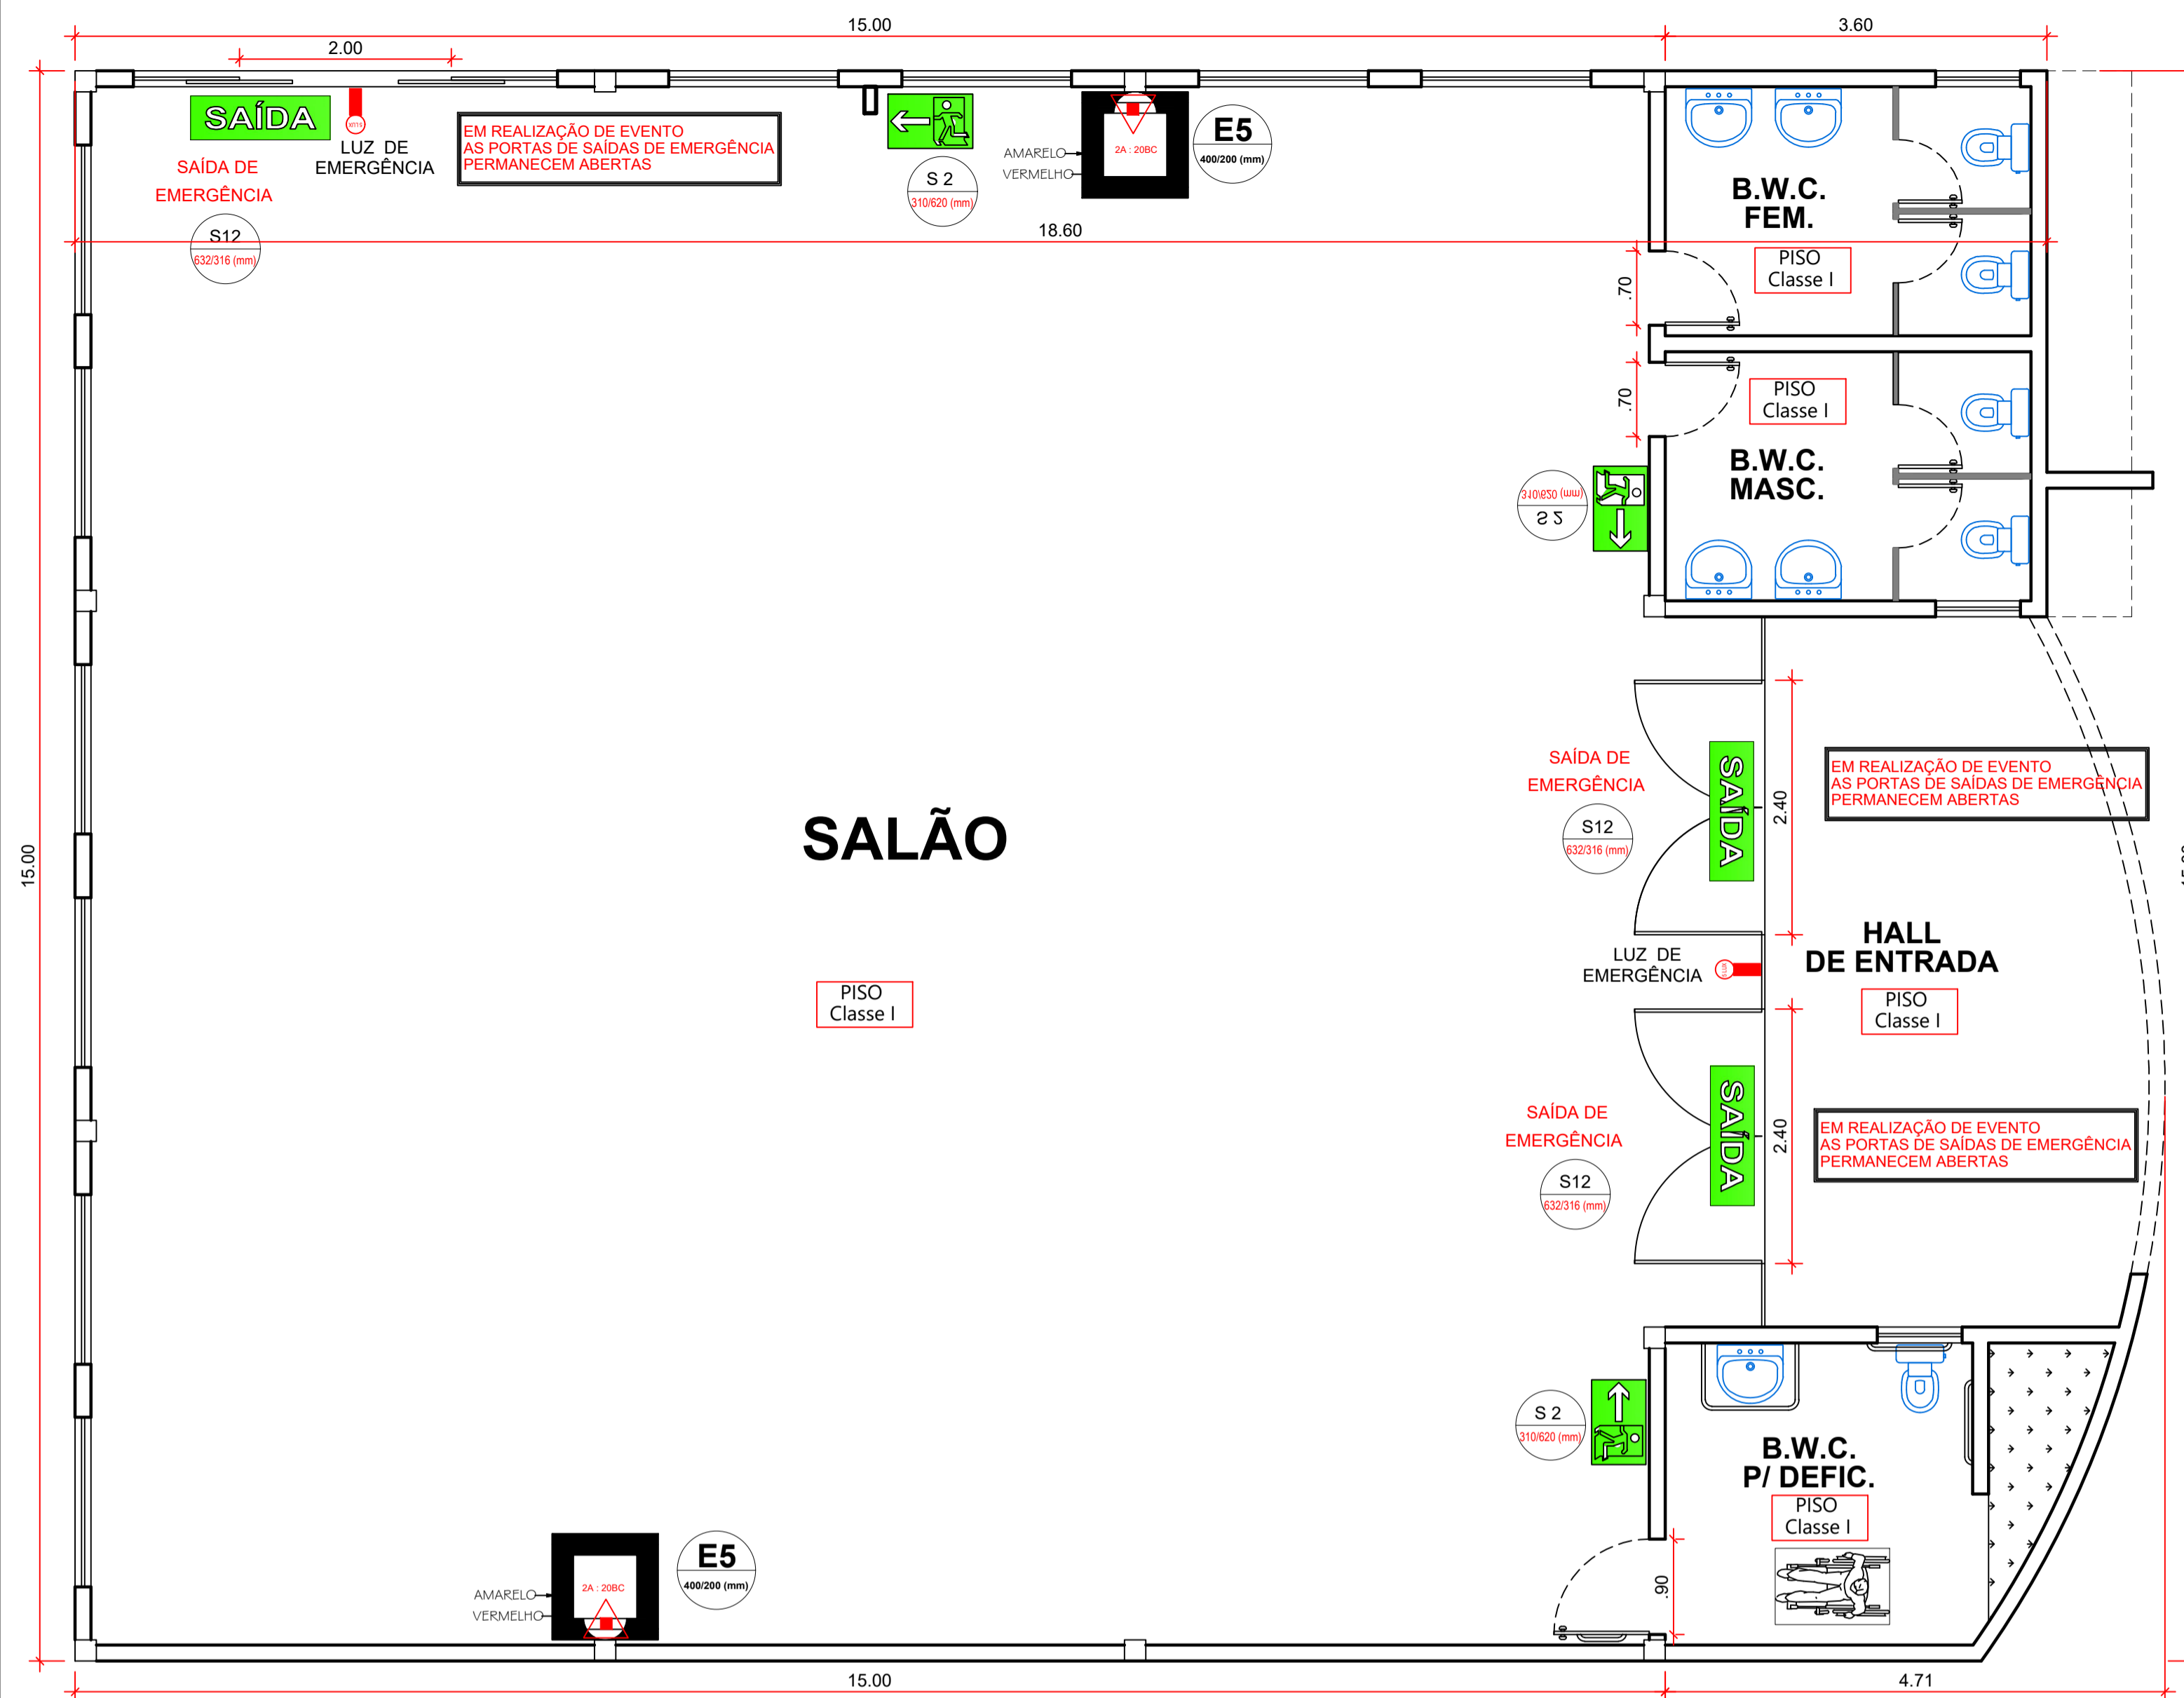 15.00
3.60
2.00
SAÍDA
SAÍDA DE
EMERGÊNCIA
S12
632/316 (mm)
LUZ DE
EMERGÊNCIA
EM REALIZAÇÃO DE EVENTO
AS PORTAS DE SAÍDAS DE EMERGÊNCIA
PERMANECEM ABERTAS
S 2
310/620 (mm)
AMARELO
VERMELHO
2A : 20BC
E5
400/200 (mm)
18.60
B.W.C.
FEM.
PISO
Classe I
.70
.70
PISO
Classe I
B.W.C.
MASC.
310/620 (mm)
S 2
15.00
SALÃO
PISO
Classe I
SAÍDA DE
EMERGÊNCIA
S12
632/316 (mm)
SAÍDA
2.40
EM REALIZAÇÃO DE EVENTO
AS PORTAS DE SAÍDAS DE EMERGÊNCIA
PERMANECEM ABERTAS
LUZ DE
EMERGÊNCIA
HALL
DE ENTRADA
PISO
Classe I
SAÍDA DE
EMERGÊNCIA
S12
632/316 (mm)
SAÍDA
2.40
EM REALIZAÇÃO DE EVENTO
AS PORTAS DE SAÍDAS DE EMERGÊNCIA
PERMANECEM ABERTAS
S 2
310/620 (mm)
B.W.C.
P/ DEFIC.
PISO
Classe I
.90
AMARELO
VERMELHO
2A : 20BC
E5
400/200 (mm)
15.00
4.71